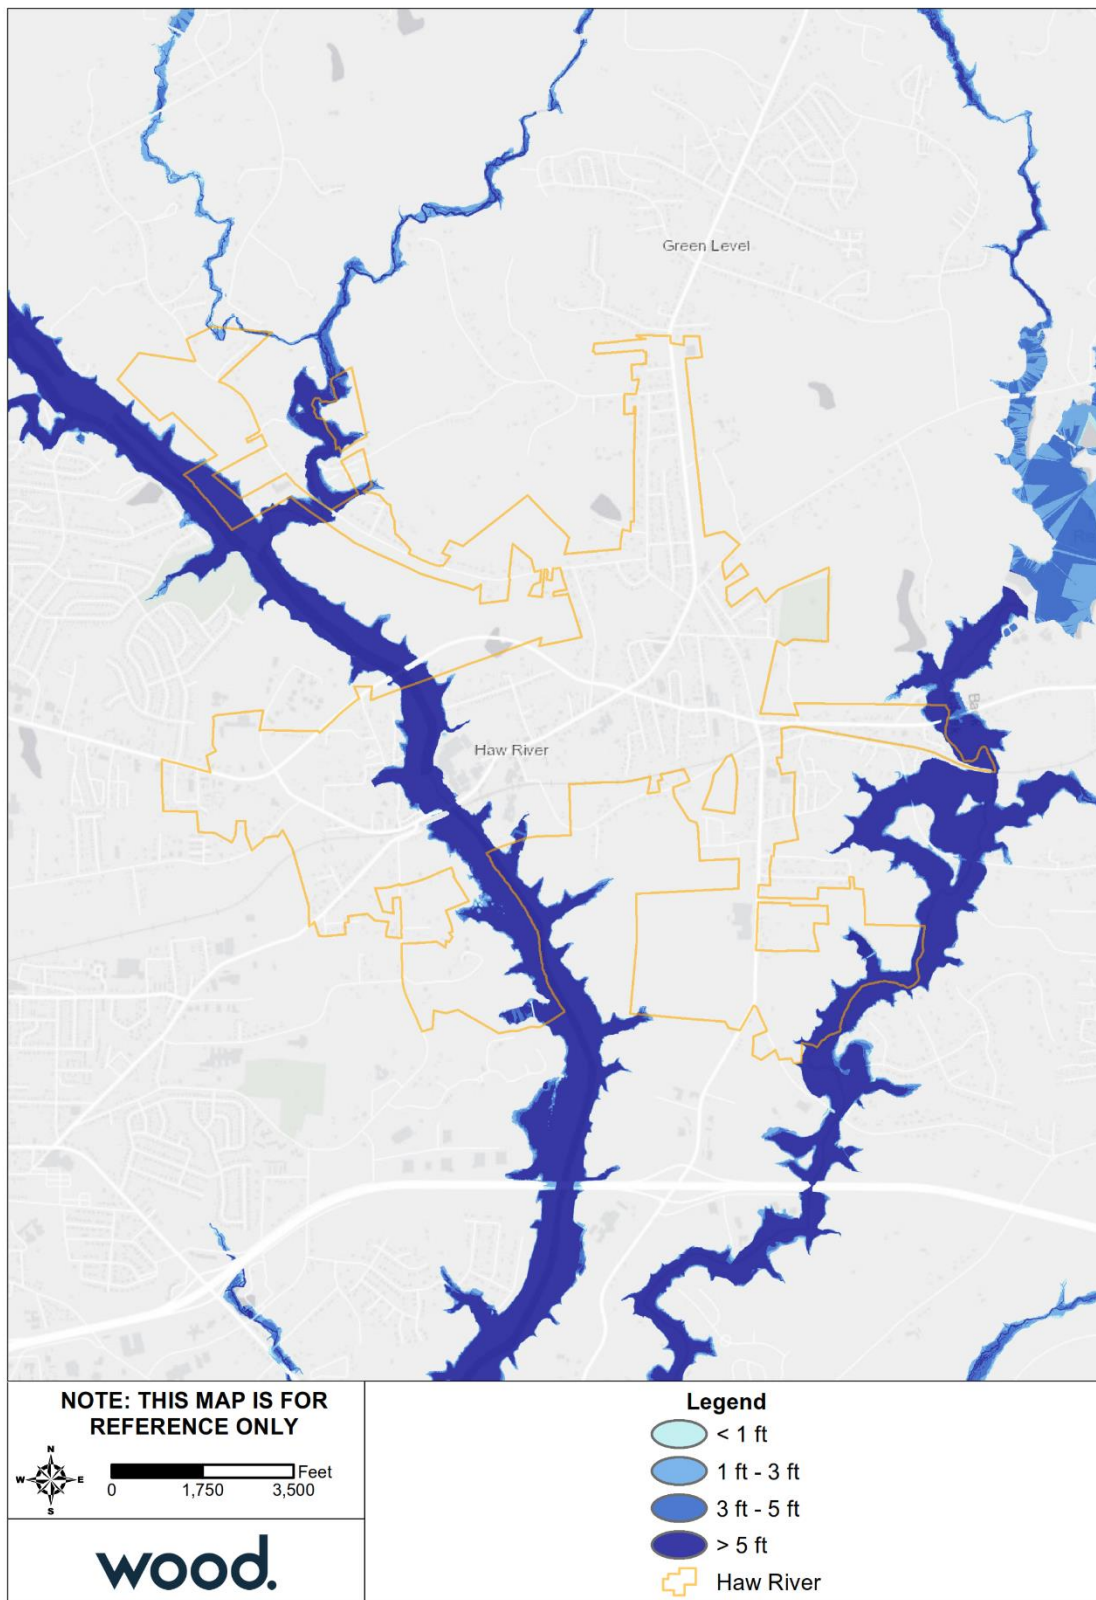 Green Level
Haw River
NOTE: THIS MAP IS FOR
REFERENCE ONLY
N
W
E
S
Feet
0
1,750
3,500
wood.
Legend
< 1 ft
1 ft - 3 ft
3 ft - 5 ft
> 5 ft
Haw River